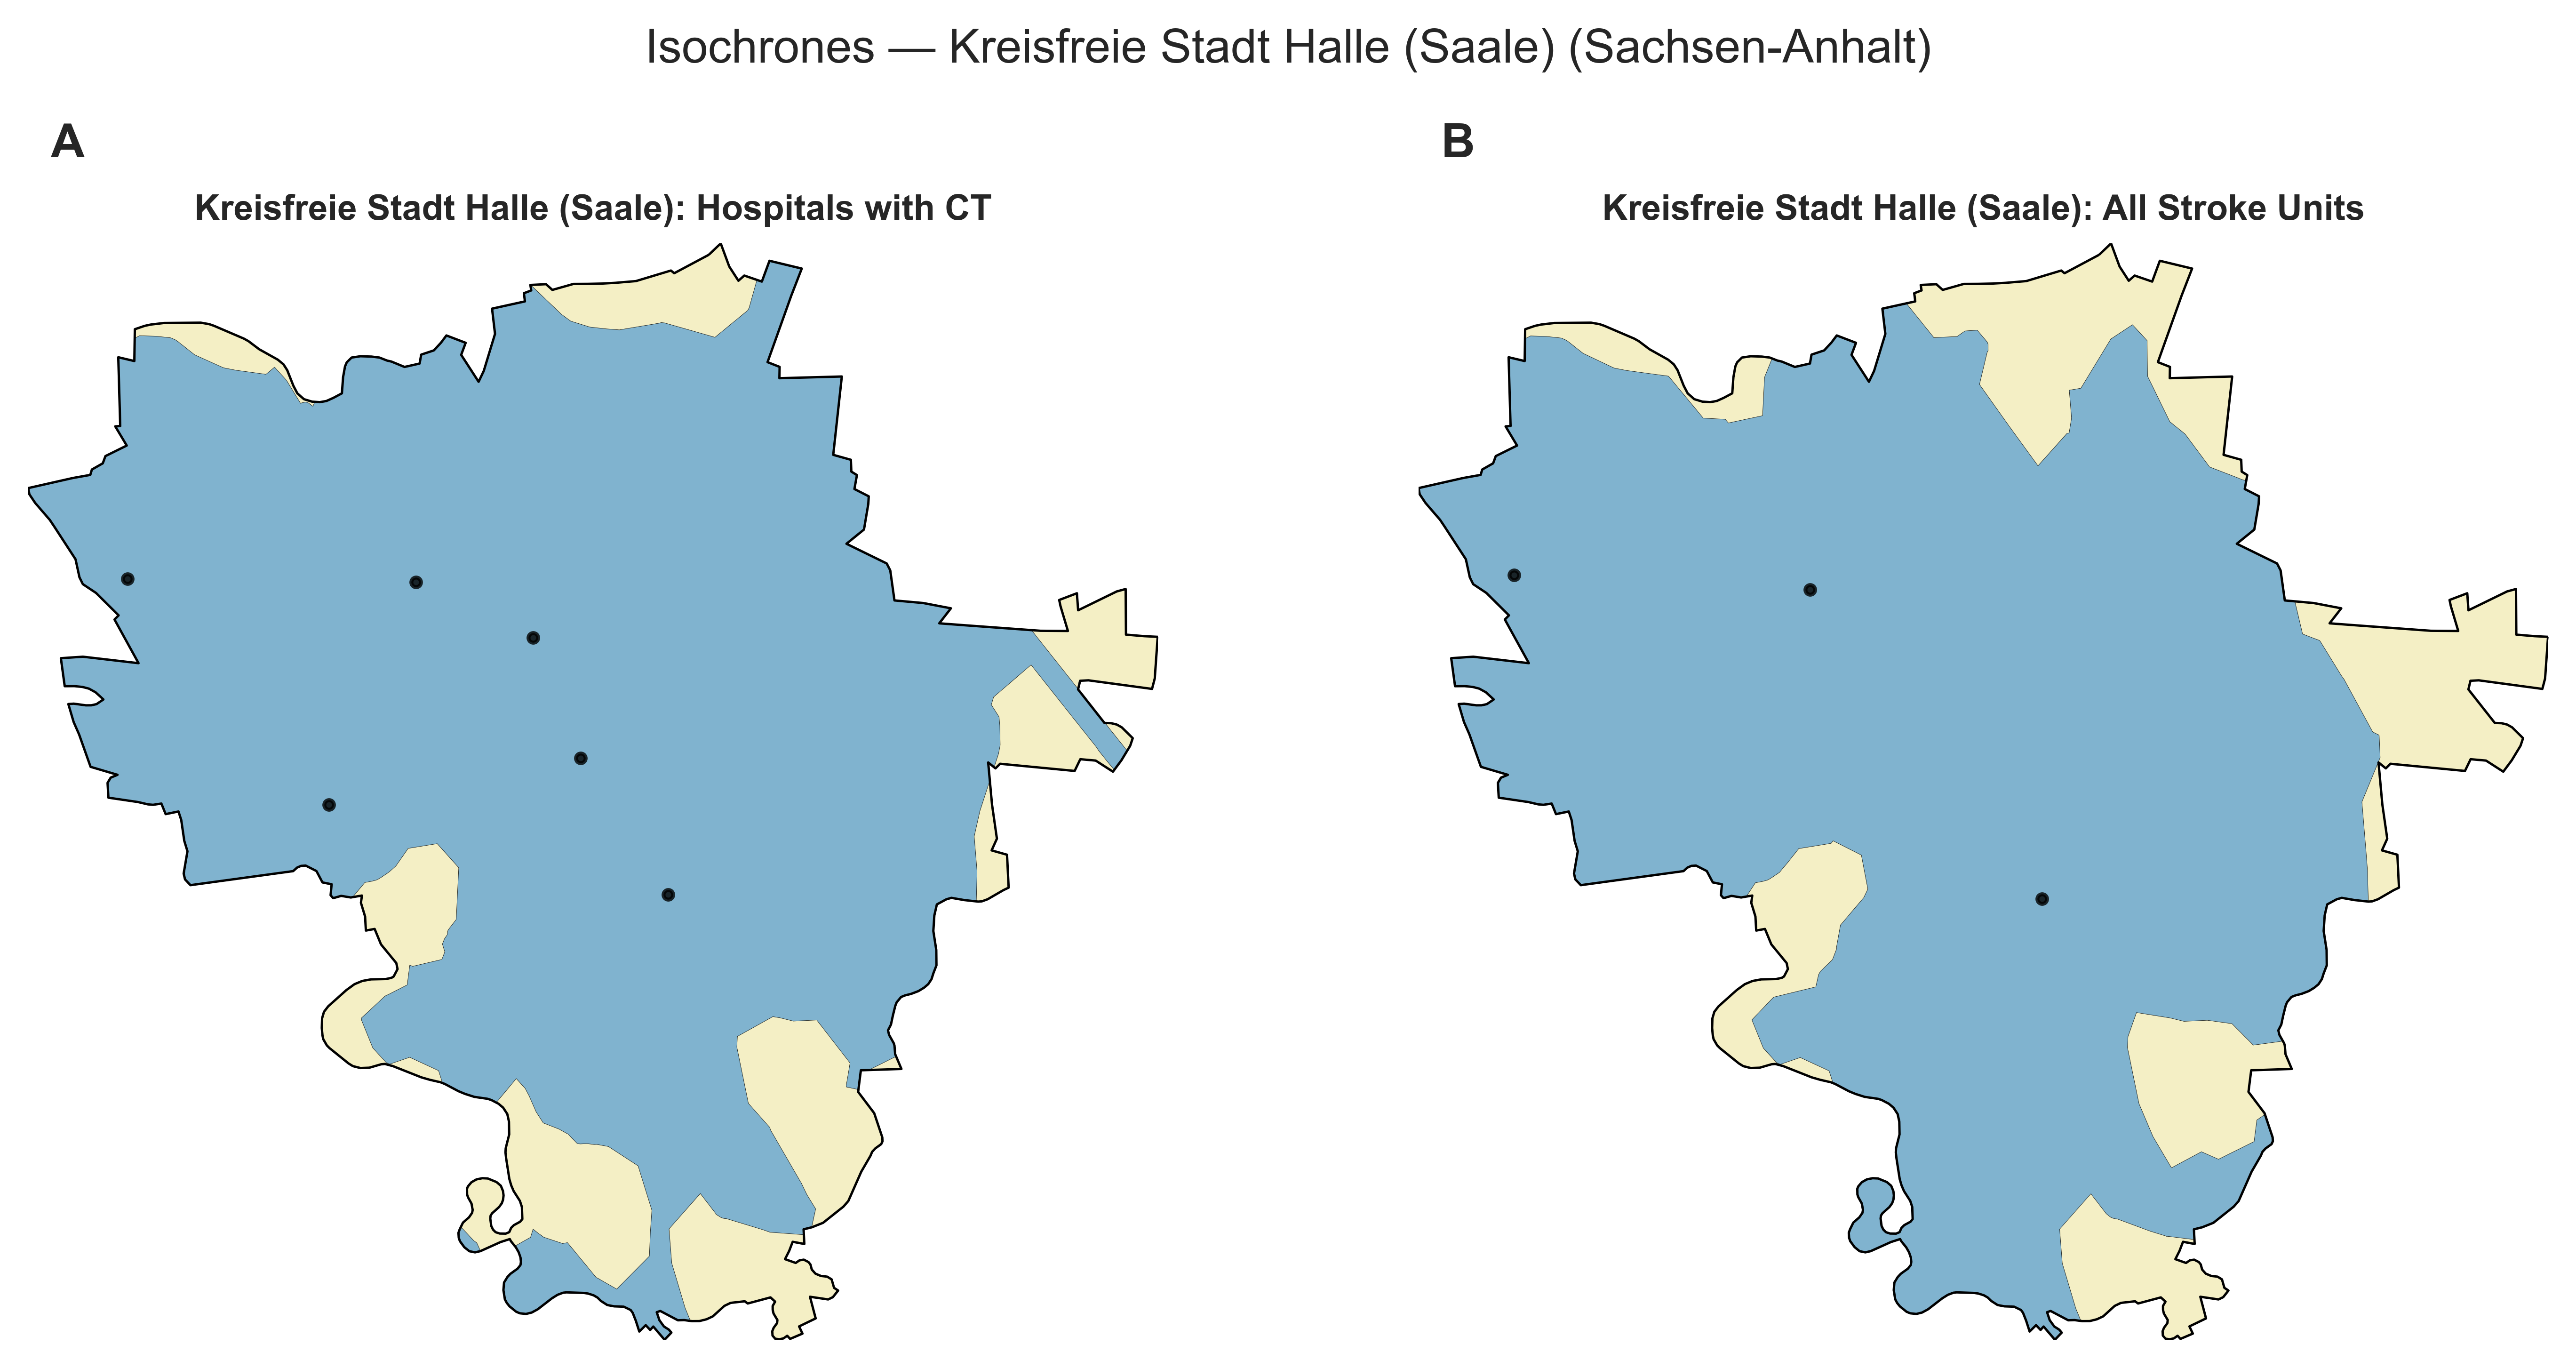 Isochrones — Kreisfreie Stadt Halle (Saale) (Sachsen-Anhalt)
A
B
Kreisfreie Stadt Halle (Saale): Hospitals with CT
Kreisfreie Stadt Halle (Saale): All Stroke Units